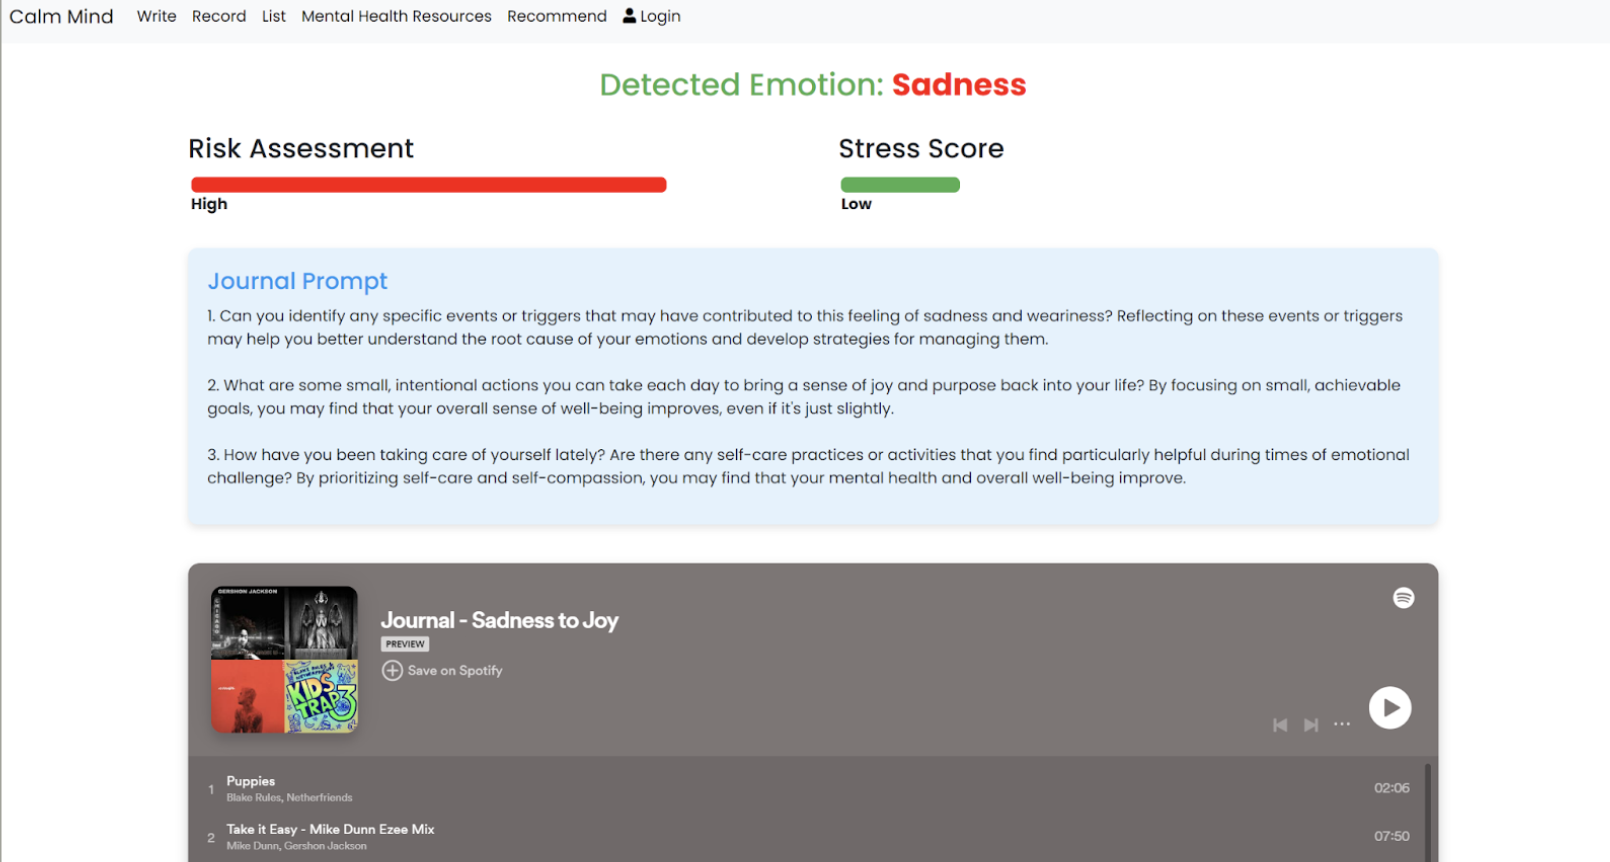 Calm Mind Write Record List Mental Health Resources Recommend Login
Detected Emotion: Sadness
Risk Assessment
High
Stress Score
Low
Journal Prompt
1. Can you identify any specific events or triggers that may have contributed to this feeling of sadness and weariness? Reflecting on these events or triggers
may help you better understand the root cause of your emotions and develop strategies for managing them.
2. What are some small, intentional actions you can take each day to bring a sense of joy and purpose back into your life? By focusing on small, achievable
goals, you may find that your overall sense of well-being improves, even if it's just slightly.
3. How have you been taking care of yourself lately? Are there any self-care practices or activities that you find particularly helpful during times of emotional
challenge? By prioritizing self-care and self-compassion, you may find that your mental health and overall well-being improve.
GERSHON JACKSON
CHICAGO
KIDS
TRAP 3
Journal - Sadness to Joy
PREVIEW
Save on Spotify
1 Puppies 02:06
Blake Rules, Netherfriends
2 Take it Easy - Mike Dunn Ezee Mix 07:50
Mike Dunn, Gershon Jackson